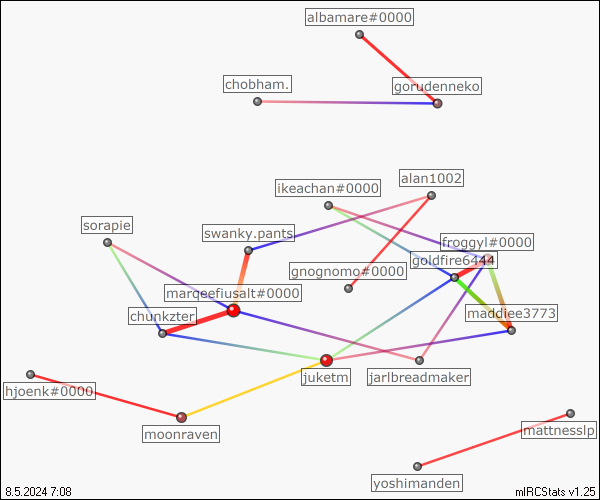 albamare#0000
chobham.
gorudenneko
ikeachan#0000
alan1002
sorapie
swanky.pants
froggyl#0000
goldfire6444
gnognomo#0000
marqeefiusalt#0000
chunkzter
maddiee3773
juketm
jarlbreadmaker
hjoenk#0000
moonraven
mattnesslp
yoshimanden
8.5.2024 7:08
mIRCStats v1.25